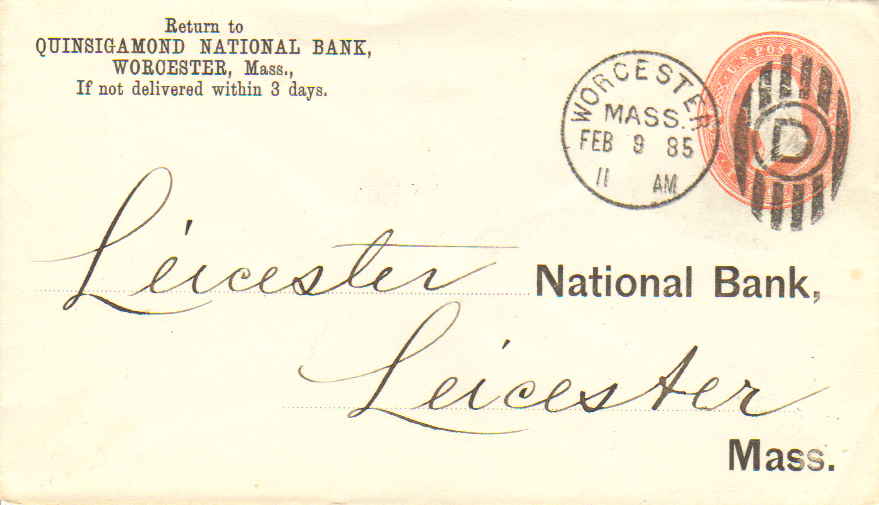 Return to
QUINSIGAMOND NATIONAL BANK,
WORCESTER, Mass.,
If not delivered within 3 days.
WORCESTER
MASS.
FEB 9 85
11 AM
U.S. POST
D
Leicester National Bank,
Leicester
Mass.